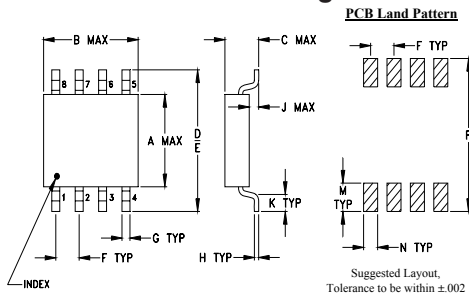 PCB Land Pattern
B MAX
C MAX
F TYP
8 7 6 5
J MAX
A MAX
D
E
K TYP
M
TYP
1 2 3 4
G TYP
F TYP
H TYP
N TYP
INDEX
Suggested Layout,
Tolerance to be within ±.002